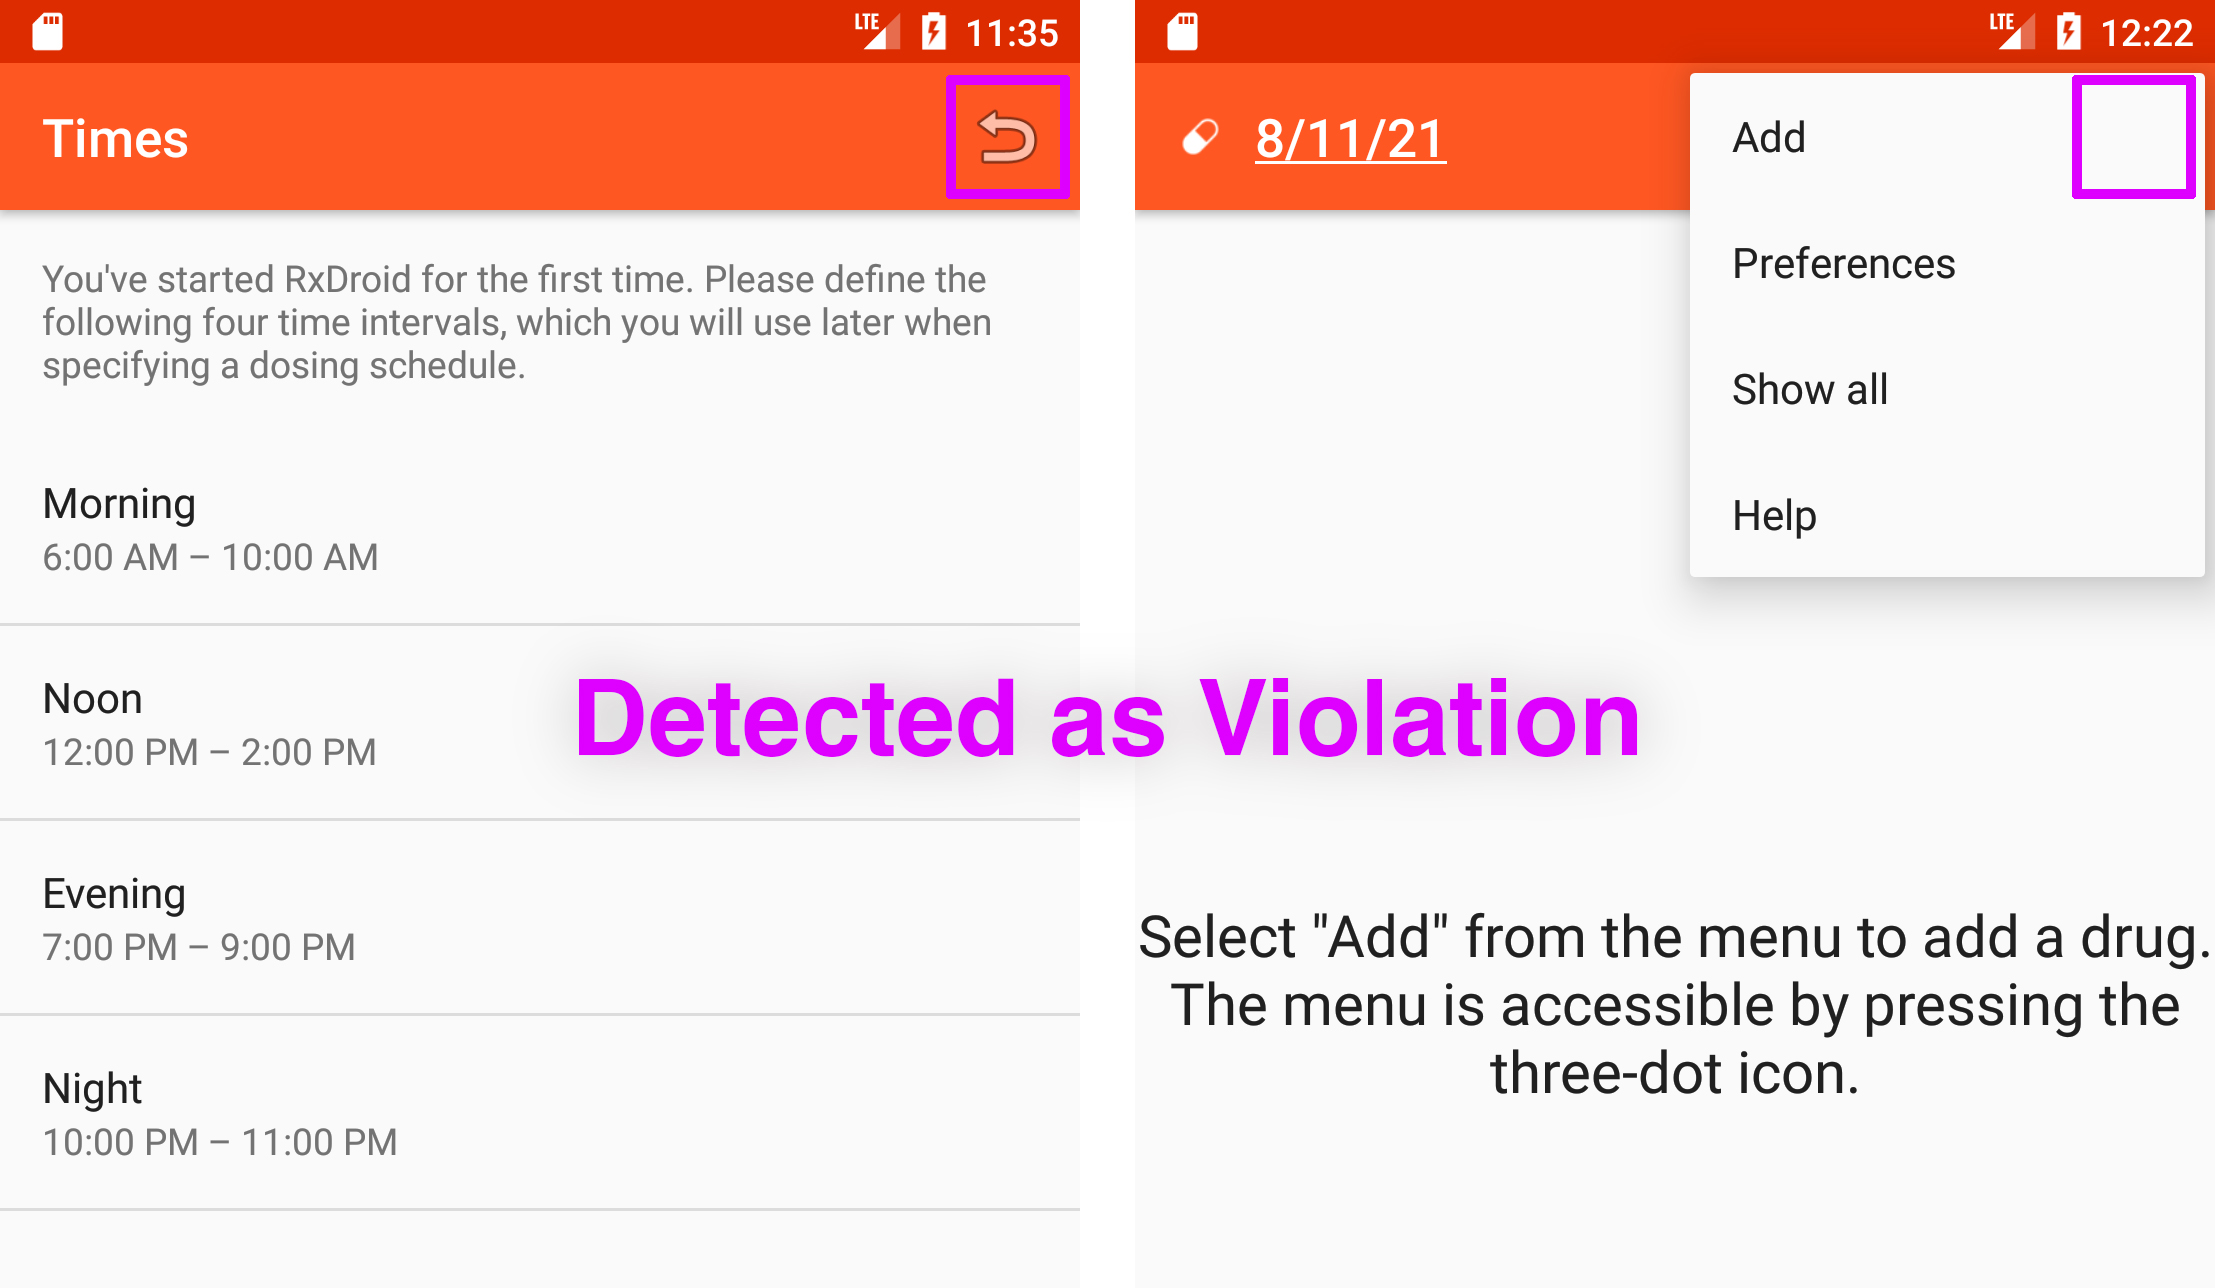 LTE 11:35
Times
You've started RxDroid for the first time. Please define the
following four time intervals, which you will use later when
specifying a dosing schedule.
Morning
6:00 AM – 10:00 AM
Noon
12:00 PM – 2:00 PM
Evening
7:00 PM – 9:00 PM
Night
10:00 PM – 11:00 PM
Detected as Violation
LTE 12:22
8/11/21
Add
Preferences
Show all
Help
Select "Add" from the menu to add a drug.
The menu is accessible by pressing the
three-dot icon.